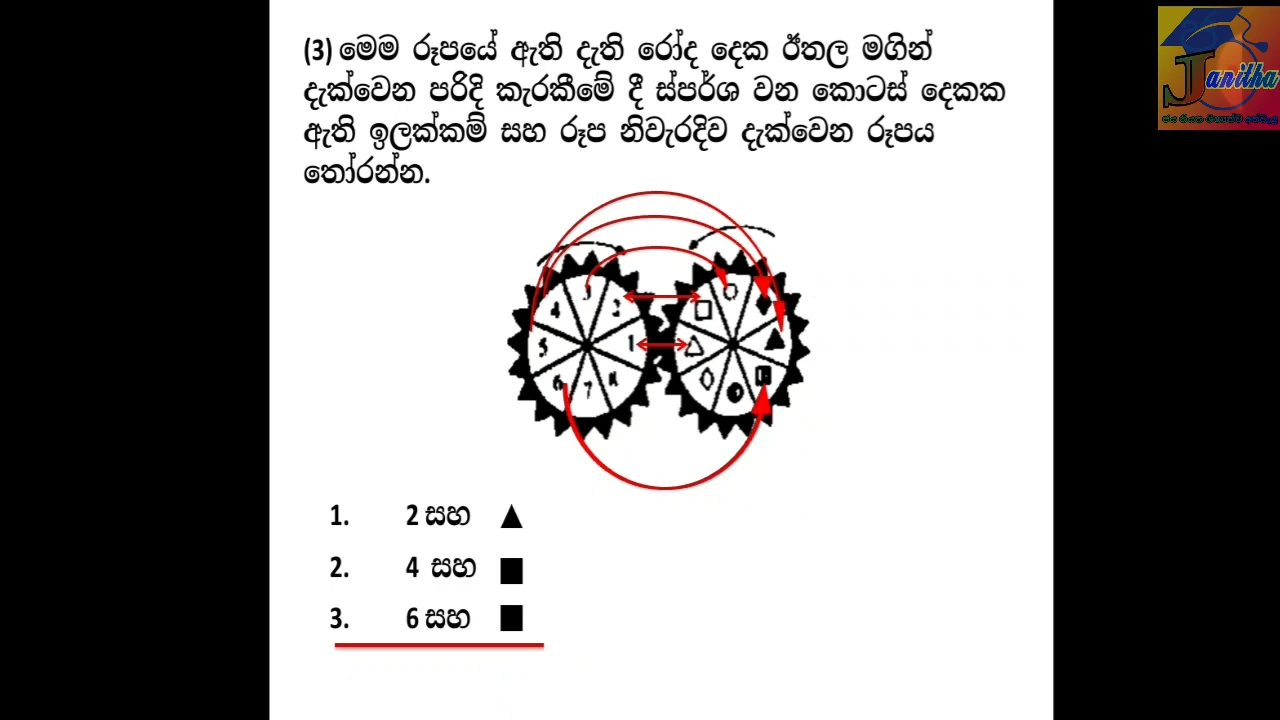 (3) මෙම රූපයේ ඇති දැති රෝද දෙක ඊතල මගින්
දැක්වෙන පරිදි කැරකීමේ දී ස්පර්ශ වන කොටස් දෙකක
ඇති ඉලක්කම් සහ රූප නිවැරදිව දැක්වෙන රූපය
තෝරන්න.
Janitha
3
4
2
5
1
6
7
1. 2 සහ ▲
2. 4 සහ ■
3. 6 සහ ■